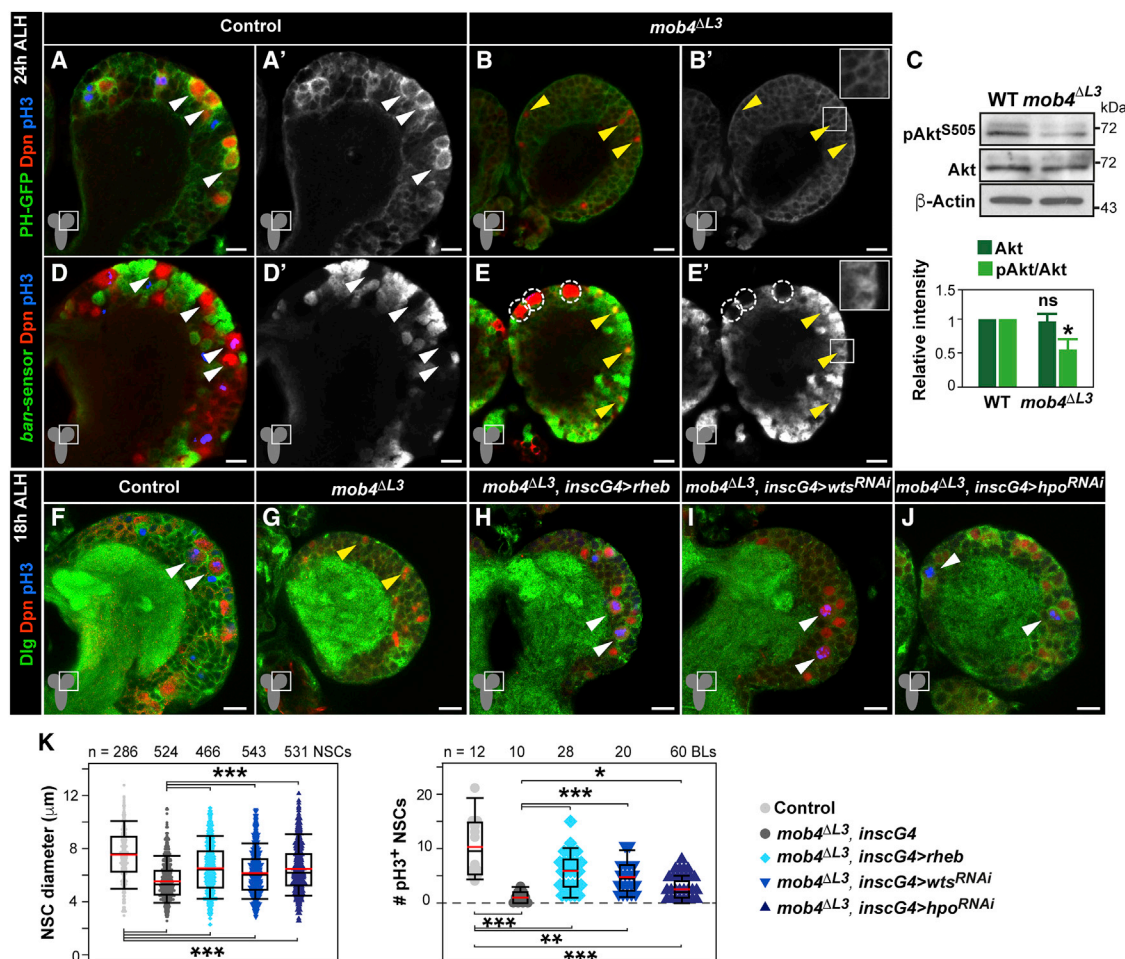 Control
mob4ΔL3
24h ALH
PH-GFP Dpn pH3
A
A'
B
B'
C
WT mob4ΔL3
kDa
pAktS505
72
Akt
72
β-Actin
43
Akt
pAkt/Akt
Relative intensity
1.5
1
0.5
0
ns
*
WT
mob4ΔL3
ban-sensor Dpn pH3
D
D'
E
E'
18h ALH
Control
mob4ΔL3
mob4ΔL3, inscG4>rheb
mob4ΔL3, inscG4>wtsRNAi
mob4ΔL3, inscG4>hpoRNAi
Dlg Dpn pH3
F
G
H
I
J
K
n = 286 524 466 543 531 NSCs
NSC diameter (μm)
12
8
4
0
***
***
n = 12 10 28 20 60 BLs
# pH3+ NSCs
20
10
0
*
***
***
**
***
Control
mob4ΔL3, inscG4
mob4ΔL3, inscG4>rheb
mob4ΔL3, inscG4>wtsRNAi
mob4ΔL3, inscG4>hpoRNAi